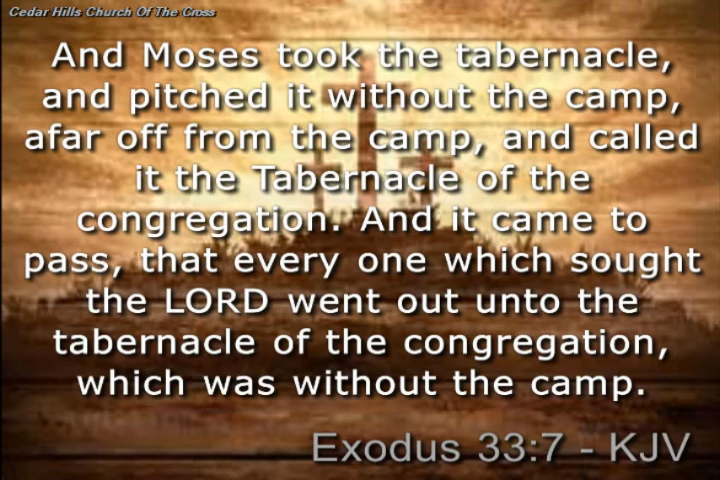 Cedar Hills Church Of The Cross
And Moses took the tabernacle,
and pitched it without the camp,
afar off from the camp, and called
it the Tabernacle of the
congregation. And it came to
pass, that every one which sought
the LORD went out unto the
tabernacle of the congregation,
which was without the camp.
Exodus 33:7 - KJV